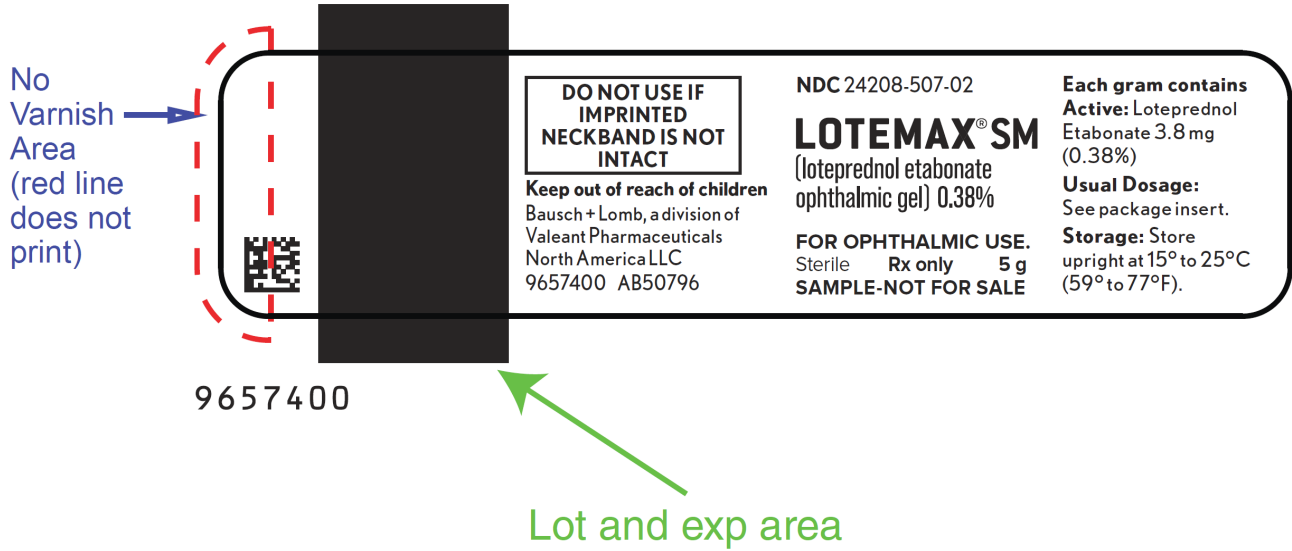 No
Varnish
Area
(red line
does not
print)
DO NOT USE IF
IMPRINTED
NECKBAND IS NOT
INTACT
Keep out of reach of children
Bausch + Lomb, a division of
Valeant Pharmaceuticals
North America LLC
9657400 AB50796
NDC 24208-507-02
LOTEMAX® SM
(loteprednol etabonate
ophthalmic gel) 0.38%
FOR OPHTHALMIC USE.
Sterile Rx only 5 g
SAMPLE-NOT FOR SALE
Each gram contains
Active: Loteprednol
Etabonate 3.8 mg
(0.38%)
Usual Dosage:
See package insert.
Storage: Store
upright at 15° to 25°C
(59° to 77°F).
9657400
Lot and exp area